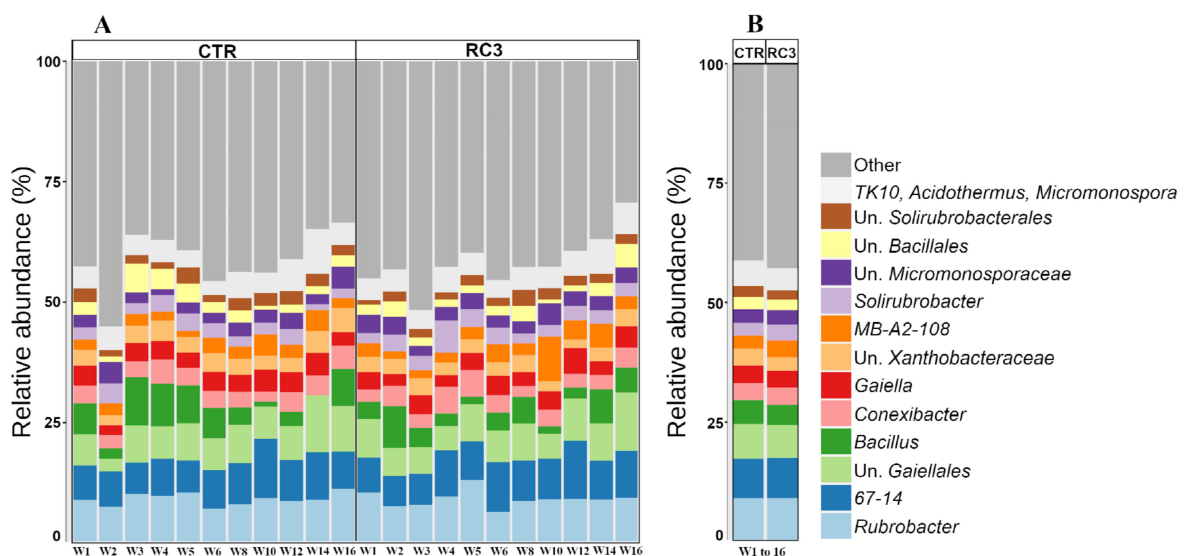 A
CTR RC3
Relative abundance (%)
100
75
50
25
0
W1 W2 W3 W4 W5 W6 W8 W10 W12 W14 W16 W1 W2 W3 W4 W5 W6 W8 W10 W12 W14 W16
B
CTR RC3
Relative abundance (%)
100
75
50
25
0
W1 to 16
Other
TK10, Acidothermus, Micromonospora
Un. Solirubrobacterales
Un. Bacillales
Un. Micromonosporaceae
Solirubrobacter
MB-A2-108
Un. Xanthobacteraceae
Gaiella
Conexibacter
Bacillus
Un. Gaiellales
67-14
Rubrobacter